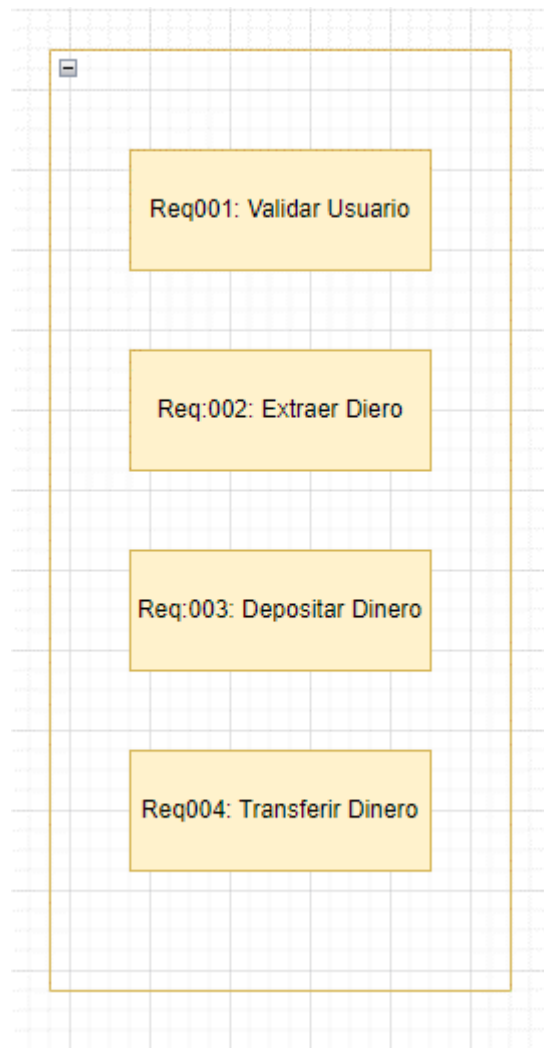 Req001: Validar Usuario
Req:002: Extraer Diero
Req:003: Depositar Dinero
Req004: Transferir Dinero